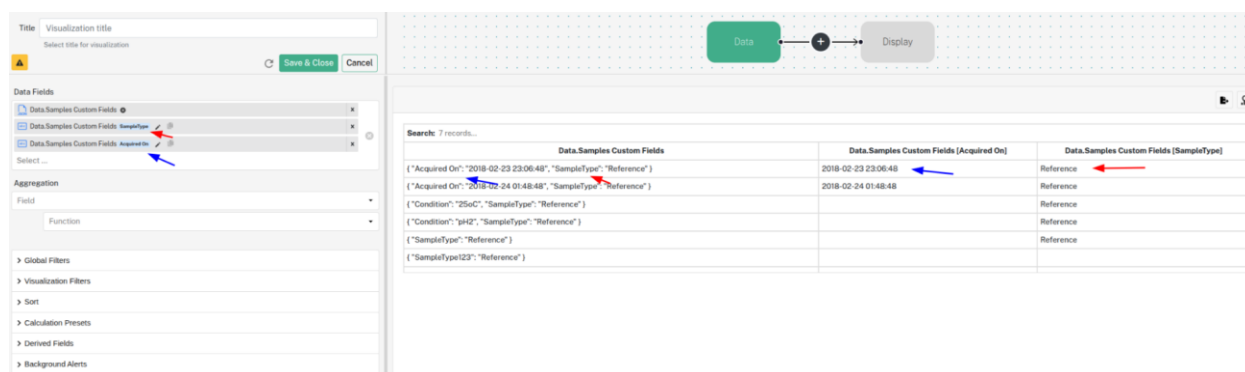 Title Visualization title
Select title for visualization
Save & Close Cancel
Data Fields
Data.Samples Custom Fields x
Data.Samples Custom Fields SampleType x
Data.Samples Custom Fields Acquired On x
Select ...
Aggregation
Field
Function
> Global Filters
> Visualization Filters
> Sort
> Calculation Presets
> Derived Fields
> Background Alerts
Data
+
Display
Search: 7 records...
Data.Samples Custom Fields Data.Samples Custom Fields [Acquired On] Data.Samples Custom Fields [SampleType]
{ "Acquired On": "2018-02-23 23:06:48", "SampleType": "Reference" } 2018-02-23 23:06:48 Reference
{ "Acquired On": "2018-02-24 01:48:48", "SampleType": "Reference" } 2018-02-24 01:48:48 Reference
{ "Condition": "25oC", "SampleType": "Reference" } Reference
{ "Condition": "pH2", "SampleType": "Reference" } Reference
{ "SampleType": "Reference" } Reference
{ "SampleType123": "Reference" }